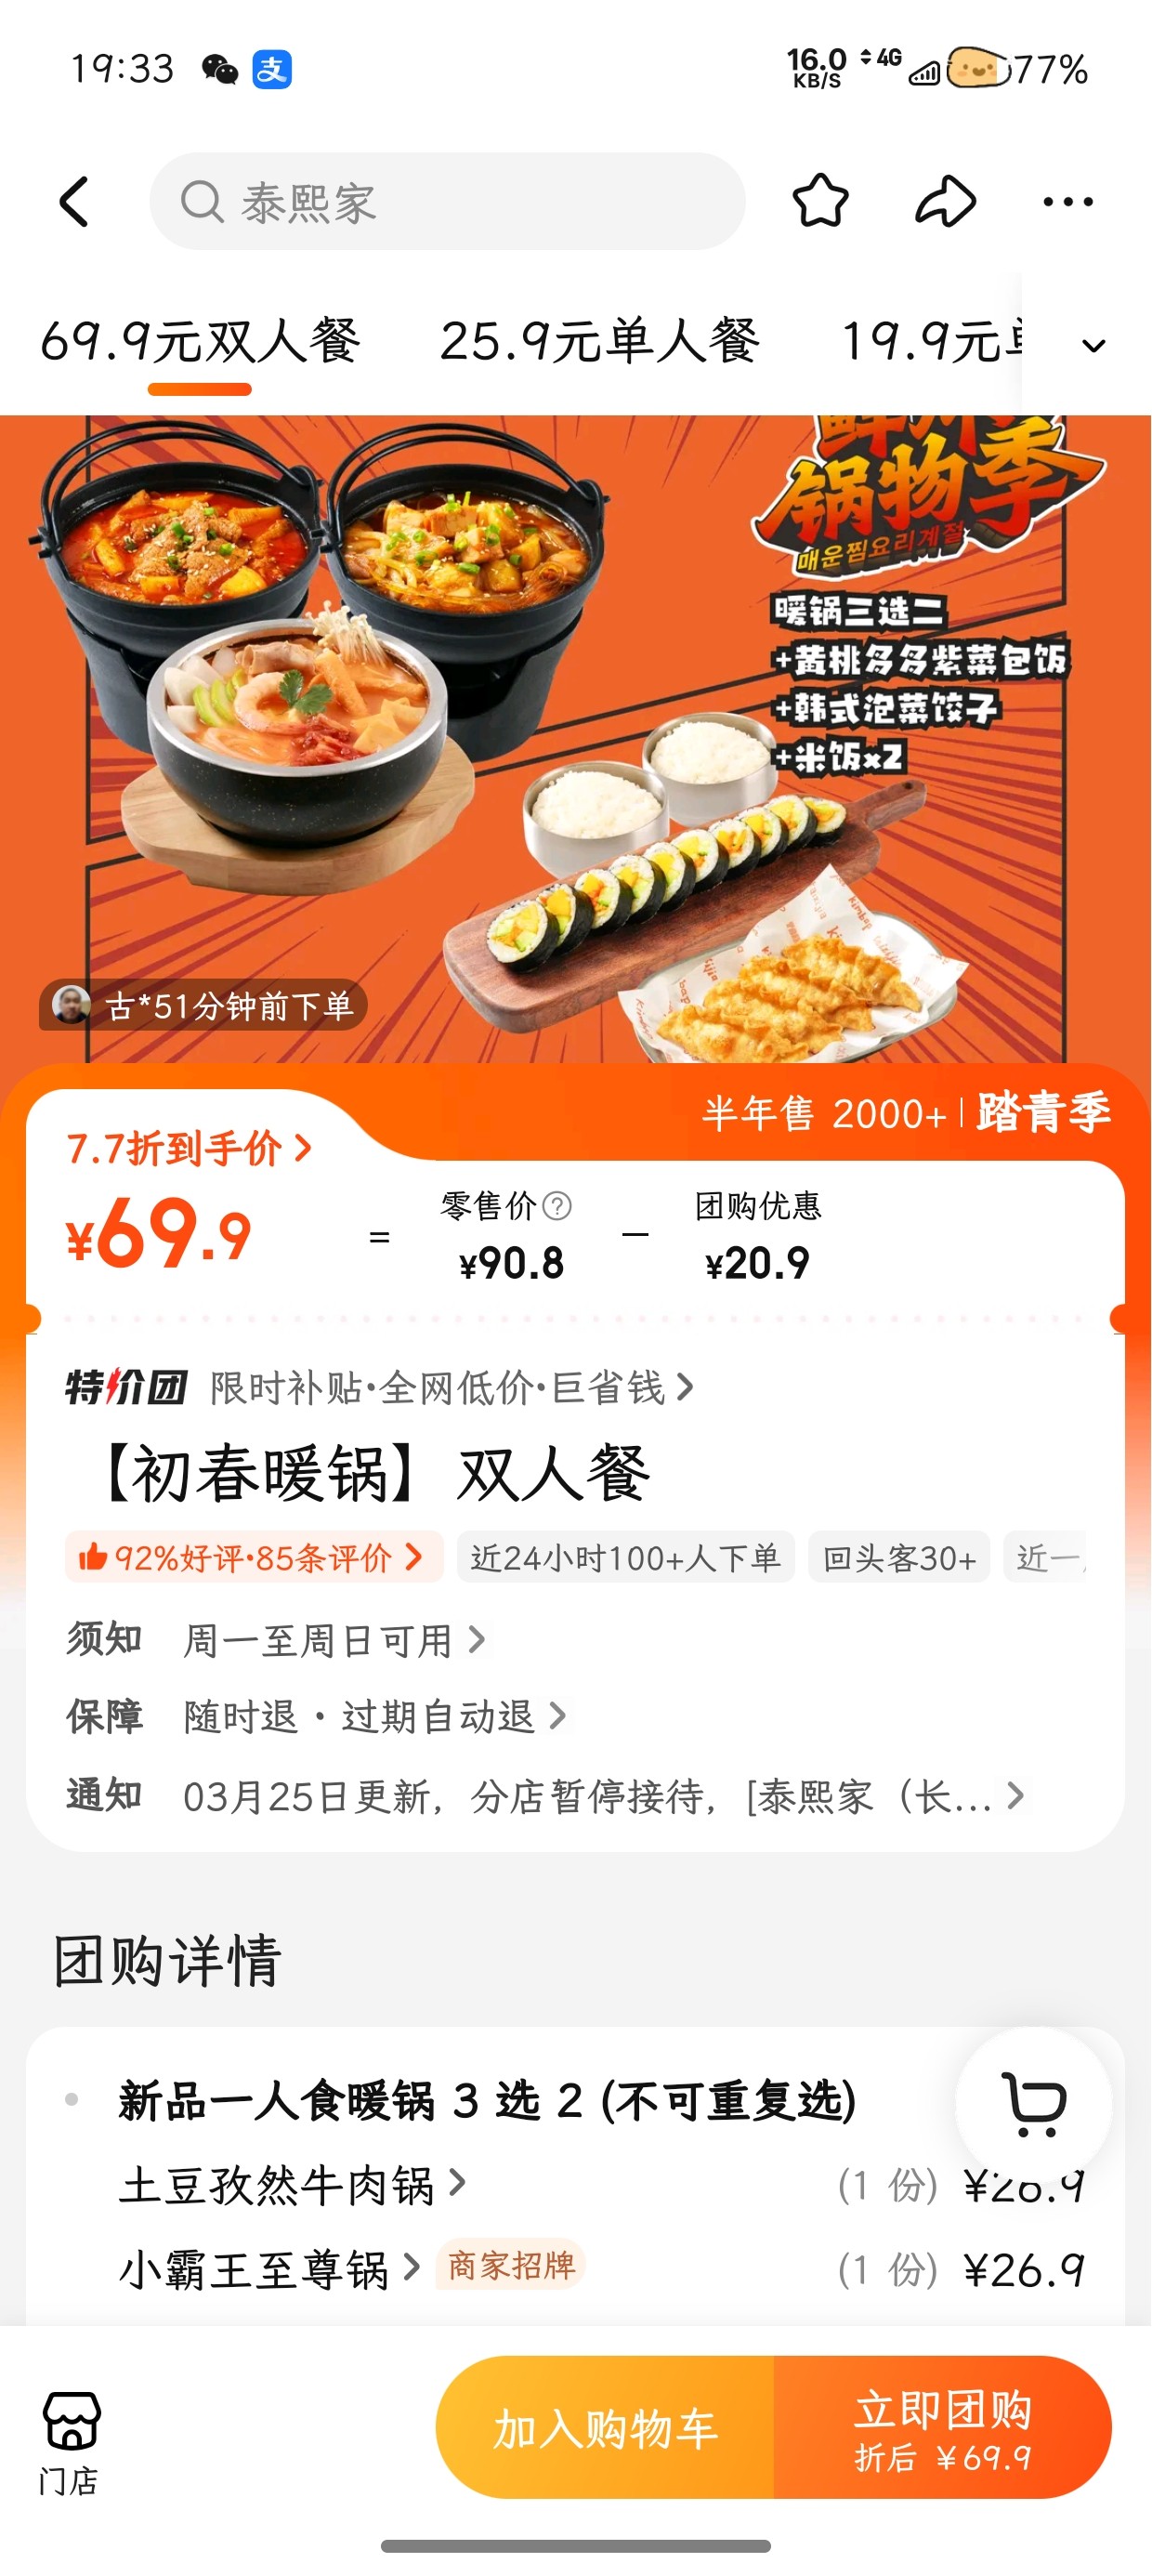 19:33 支 16.0 KB/S 4G 77%
泰熙家
69.9元双人餐 25.9元单人餐 19.9元单
锅物季
매운찜요리계절
暖锅三选二
+黄桃多多紫菜包饭
+韩式泡菜饺子
+米饭x2
古*51分钟前下单
半年售 2000+ 踏青季
7.7折到手价
¥69.9 = 零售价 ¥90.8 — 团购优惠 ¥20.9
特价团 限时补贴·全网低价·巨省钱
【初春暖锅】双人餐
92%好评·85条评价 近24小时100+人下单 回头客30+ 近一
须知 周一至周日可用
保障 随时退·过期自动退
通知 03月25日更新，分店暂停接待，[泰熙家（长...
团购详情
新品一人食暖锅 3 选 2 (不可重复选)
土豆孜然牛肉锅 (1 份) ¥26.9
小霸王至尊锅 商家招牌 (1 份) ¥26.9
门店
加入购物车
立即团购
折后 ¥69.9